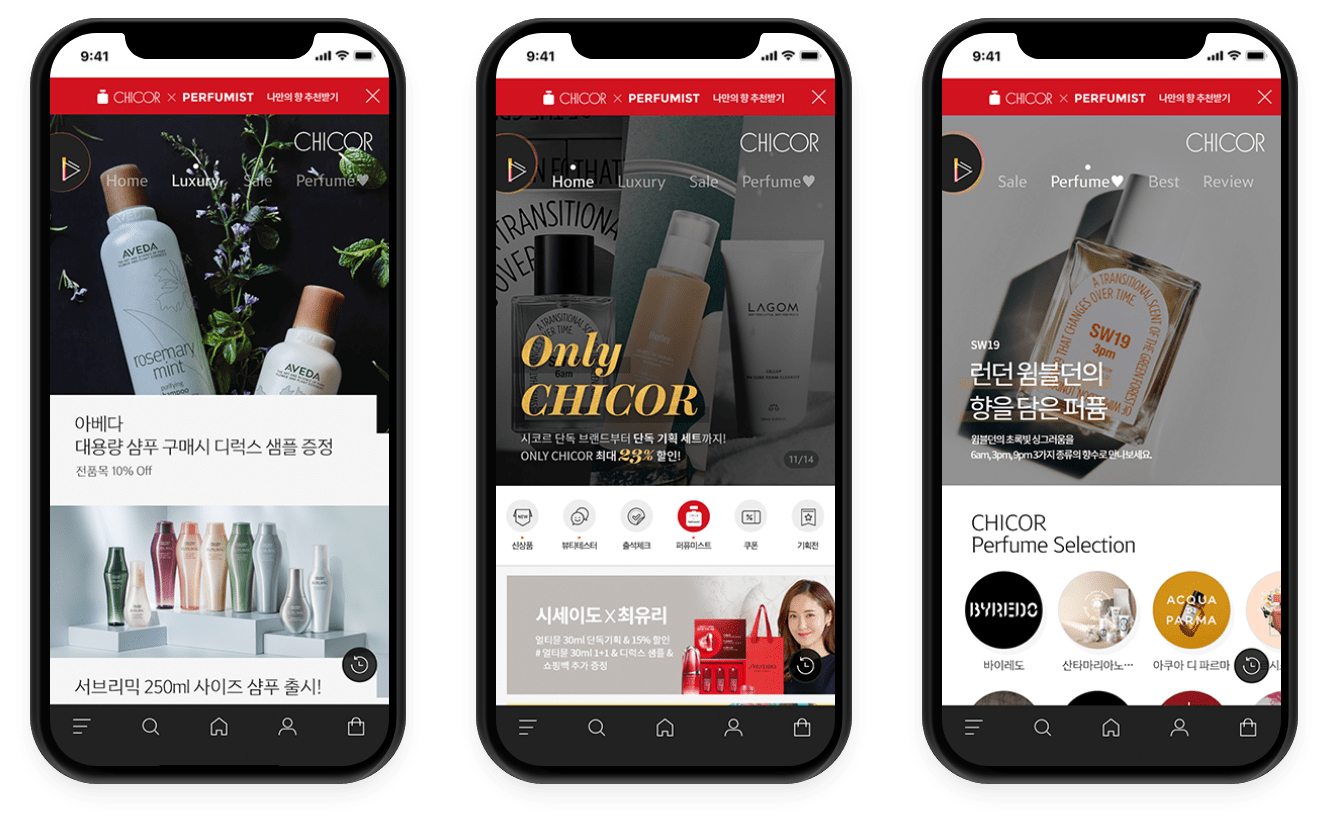 9:41
CHICOR × PERFUMIST 나만의 향 추천받기
CHICOR
Home Luxury Sale Perfume♥
AVEDA
rosemary
mint
purifying
shampoo
AVEDA
아베다
대용량 샴푸 구매시 디럭스 샘플 증정
전품목 10% Off
서브리믹 250ml 사이즈 샴푸 출시!
9:41
CHICOR × PERFUMIST 나만의 향 추천받기
CHICOR
Home Luxury Sale Perfume♥
TRANSITIONAL
OVER
LAGOM
A TRANSITIONAL
SCENT OF THE
6am
Only
CHICOR
시코르 단독 브랜드부터 단독 기획 세트까지!
ONLY CHICOR 최대 23% 할인!
11/14
NEW
신상품 뷰티테스터 출석체크 퍼퓨미스트 쿠폰 기획전
시세이도 X 최유리
얼티뮨 30ml 단독기획 & 15% 할인
# 얼티뮨 30ml 1+1 & 디럭스 샘플 &
쇼핑백 추가 증정
SHISEIDO
9:41
CHICOR × PERFUMIST 나만의 향 추천받기
CHICOR
Sale Perfume♥ Best Review
A TRANSITIONAL SCENT OF THE GREEN FOREST OF
THAT CHANGES OVER TIME.
SW19
3pm
SW19
런던 윔블던의
향을 담은 퍼퓸
윔블던의 초록빛 싱그러움을
6am, 3pm, 9pm 3가지 종류의 향수로 만나보세요.
CHICOR
Perfume Selection
BYREDO
ACQUA
DI
PARMA
바이레도 산타마리아노… 아쿠아 디 파르마